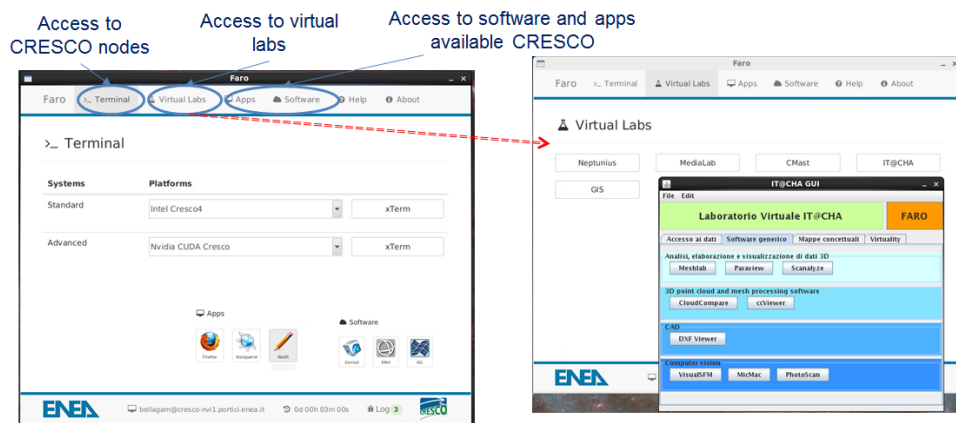 Access to
CRESCO nodes
Access to virtual
labs
Access to software and apps
available CRESCO
Faro
Faro >_ Terminal Virtual Labs Apps Software Help About
>_ Terminal
Systems Platforms
Standard Intel Cresco4 xTerm
Advanced Nvidia CUDA Cresco xTerm
Apps Software
Firefox Konqueror Nedit Comsol ENVI IDL
ENEA bellagam@cresco-nvi1.portici.enea.it 0d 00h 03m 00s Log 3 CRESCO
Faro
Faro >_ Terminal Virtual Labs Apps Software Help About
Virtual Labs
Neptunius MediaLab CMast IT@CHA
GIS
IT@CHA GUI
File Edit
Laboratorio Virtuale IT@CHA FARO
Accesso ai dati Software generico Mappe concettuali Virtuality
Analisi, elaborazione e visualizzazione di dati 3D
Meshlab Paraview Scanalyze
3D point cloud and mesh processing software
CloudCompare ccViewer
CAD
DXF Viewer
Computer vision
VisualSFM MicMac PhotoScan
ENEA